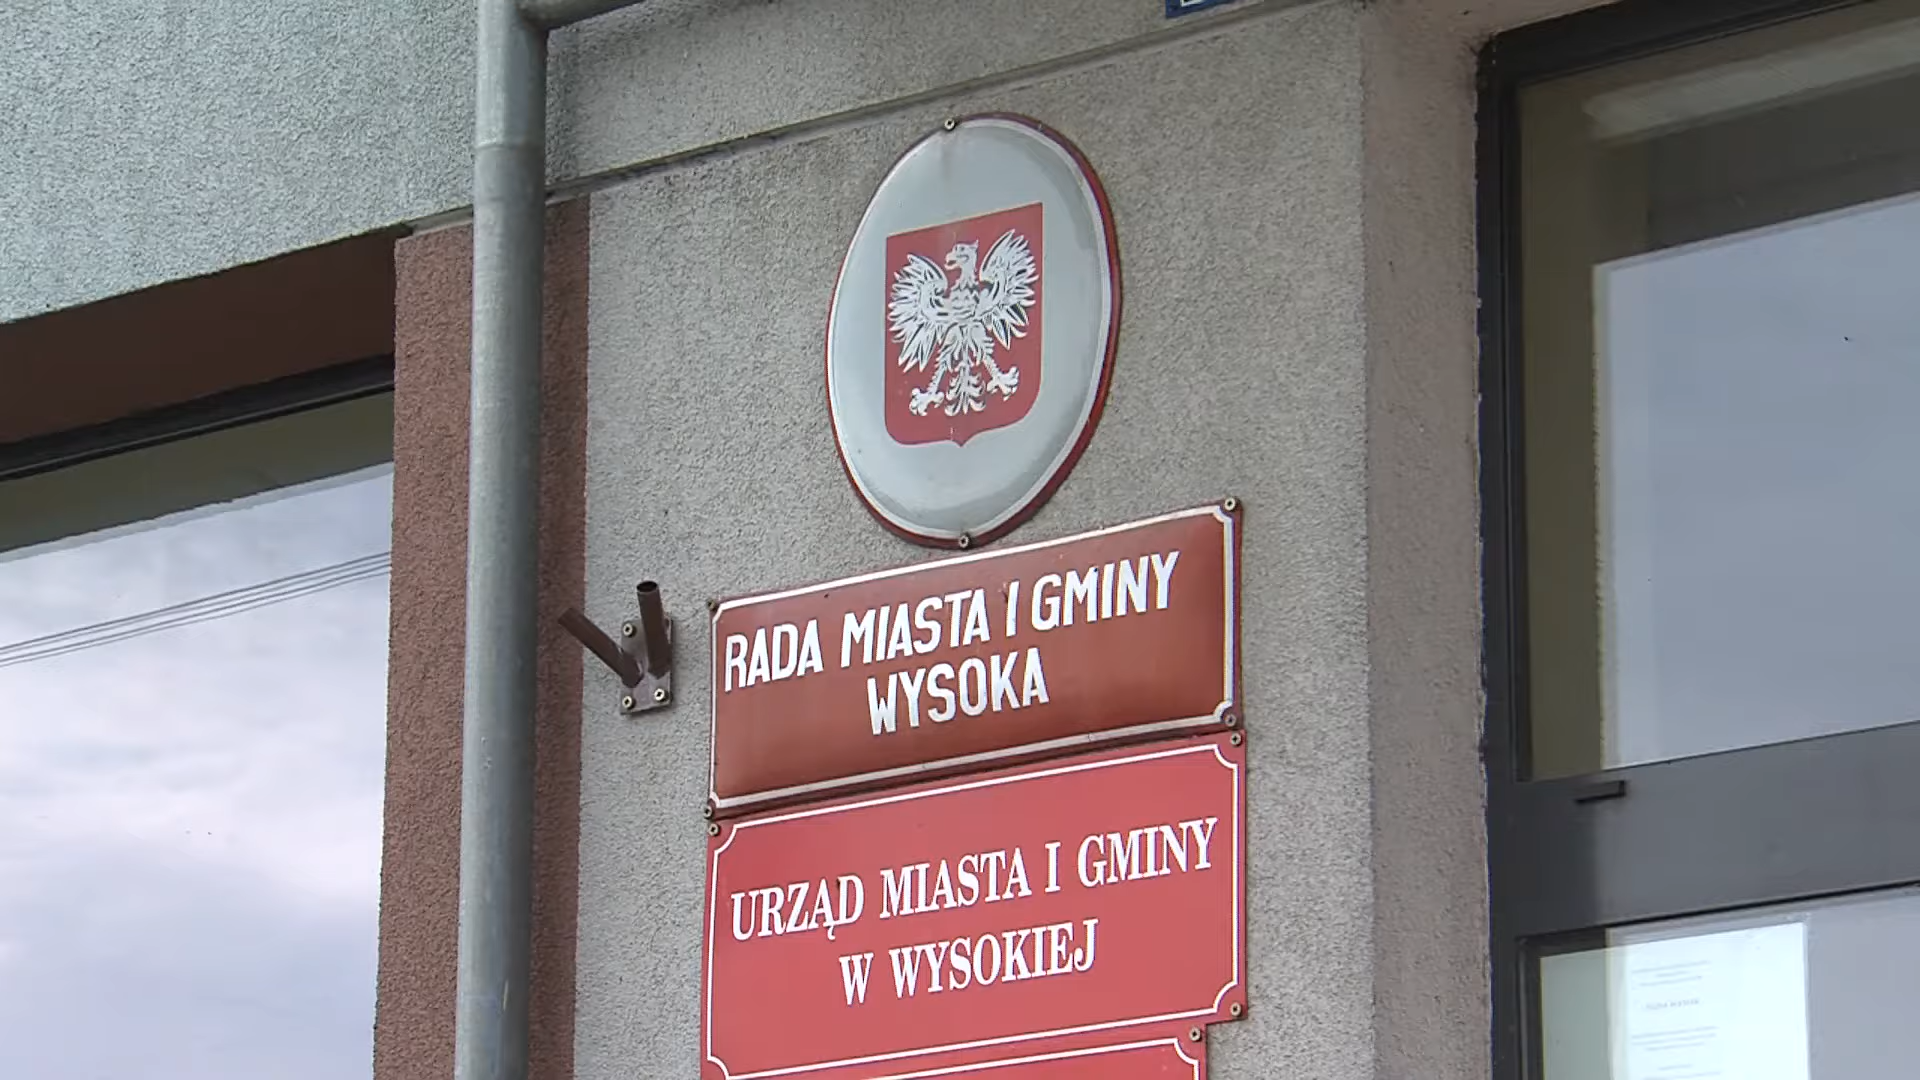 RADA MIASTA I GMINY
WYSOKA
URZĄD MIASTA I GMINY
W WYSOKIEJ